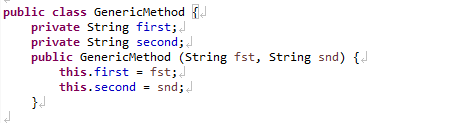 public class GenericMethod {
    private String first;
    private String second;
    public GenericMethod (String fst, String snd) {
        this.first = fst;
        this.second = snd;
    }